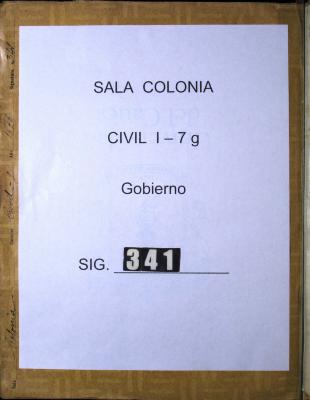 SALA COLONIA
CIVIL I – 7 g
Gobierno
SIG. 341